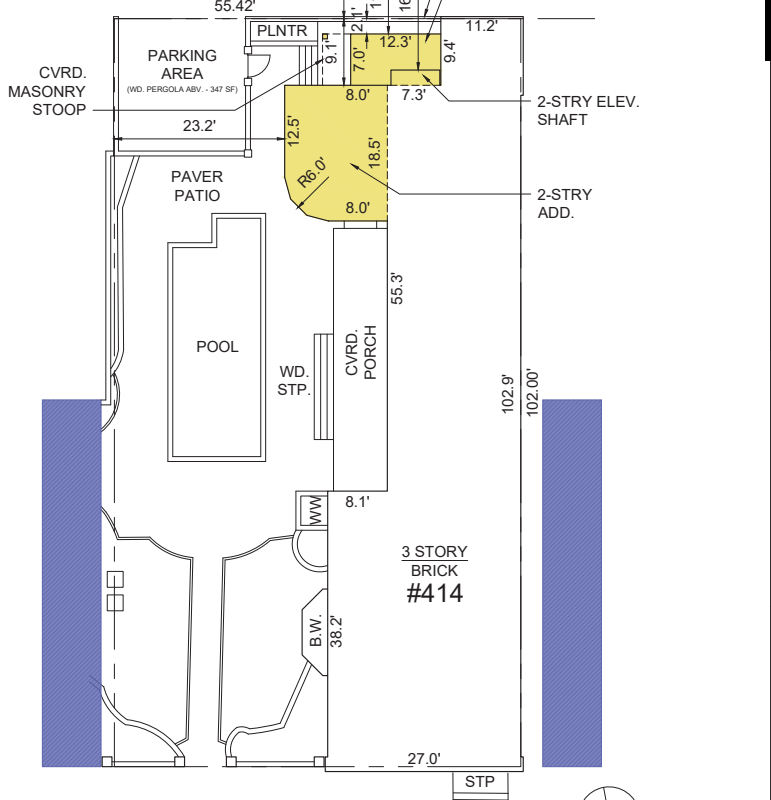 55.42'
2.1'
11.2'
PLNTR
9.1'
7.0'
12.3'
9.4'
PARKING
AREA
(WD. PERGOLA ABV. - 347 SF)
CVRD.
MASONRY
STOOP
8.0'
7.3'
2-STRY ELEV.
SHAFT
23.2'
12.5'
18.5'
PAVER
PATIO
R6.0'
8.0'
2-STRY
ADD.
55.3'
POOL
CVRD.
PORCH
WD.
STP.
102.9'
102.00'
WW
8.1'
3 STORY
BRICK
#414
B.W.
38.2'
27.0'
STP